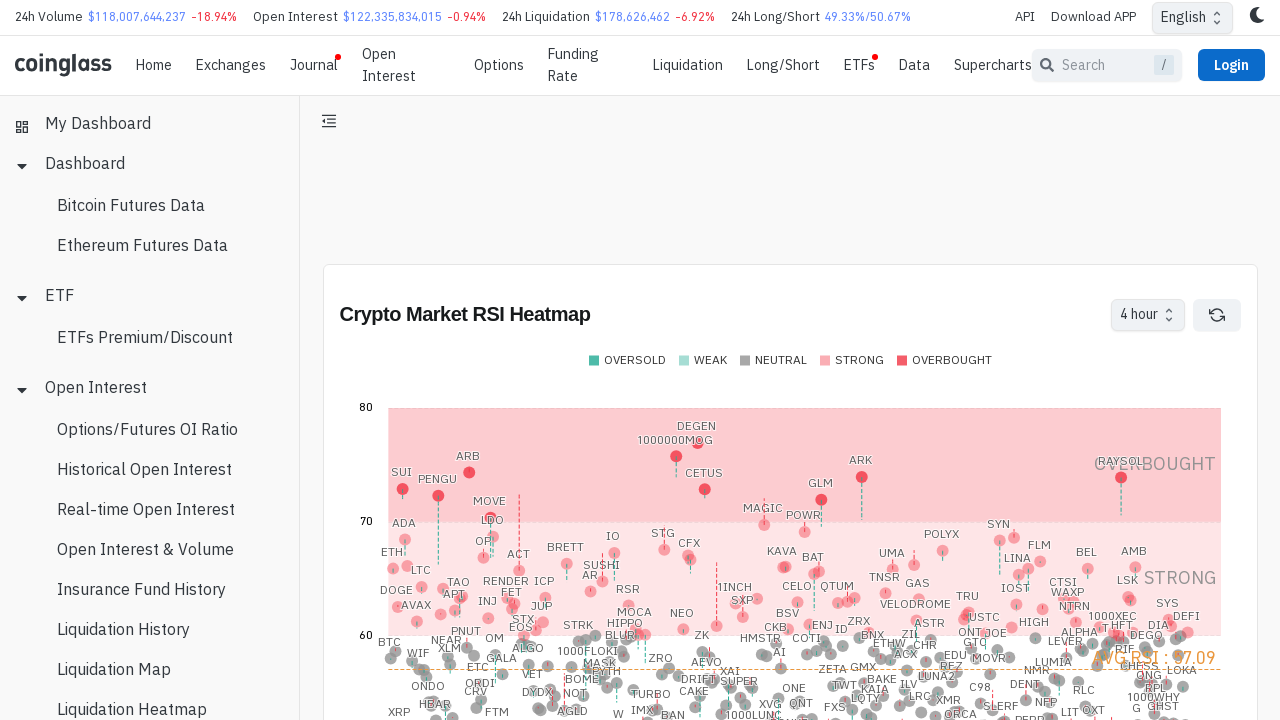 24h Volume $118,007,644,237 -18.94% Open Interest $122,335,834,015 -0.94% 24h Liquidation $178,626,462 -6.92% 24h Long/Short 49.33%/50.67% API Download APP English
coinglass Home Exchanges Journal Open Interest Options Funding Rate Liquidation Long/Short ETFs Data Supercharts Search / Login
My Dashboard
Dashboard
Bitcoin Futures Data
Ethereum Futures Data
ETF
ETFs Premium/Discount
Open Interest
Options/Futures OI Ratio
Historical Open Interest
Real-time Open Interest
Open Interest & Volume
Insurance Fund History
Liquidation History
Liquidation Map
Liquidation Heatmap
Crypto Market RSI Heatmap 4 hour
OVERSOLD WEAK NEUTRAL STRONG OVERBOUGHT
80
DEGEN
1000000MOG
ARB
SUI
PENGU
CETUS
ARK
RAYSOL
OVERBOUGHT
GLM
MOVE
MAGIC
POWR
70
LDO
ADA
SYN
STG
IO
POLYX
OP
ETH
ACT
BRETT
CFX
KAVA
BAT
UMA
LINA
FLM
BEL
AMB
LTC
SUSHI
AR
TNSR
STRONG
DOGE
TAO
RENDER
ICP
RSR
1INCH
CELO
QTUM
GAS
IOST
CTSI
LSK
APT
FET
WAXP
AVAX
INJ
JUP
SXP
VELODROME
TRU
NTRN
SYS
MOCA
NEO
BSV
USTC
1000XEC
DEFI
STX
EOS
STRK
HIPPO
CKB
ENJ
ID
ZRX
ASTR
HIGH
THFT
DIA
60
PNUT
BLUR
ZK
BNX
ZIL
ONT
JOE
ALPHA
DEGO
BTC
NEAR
OM
HMSTR
COTI
ETHW
CHR
GTC
LEVER
WIF
XLM
ALGO
1000FLOKI
AI
ACX
EDU
RIF
GALA
ZRO
AEVO
MOVR
LUMIA
AVG RSI : 57.09
ETC
VET
MASK
PYTH
XAI
ZETA
GMX
REZ
NMR
CHESS
LOKA
ONDO
ORDI
BOME
DRIFT
SUPER
TWT
BAKE
LUNA2
ONG
CRV
DYDX
NOT
TURBO
CAKE
ONE
KAIA
ILV
C98
DENT
RLC
RPL
HBAR
XVG
QNT
LQTY
LRC
XMR
NFP
1000WHY
XRP
FTM
AGLD
W
IMX
BAN
1000LUNC
FXS
ORCA
SLERF
LIT
OXT
G
GHST